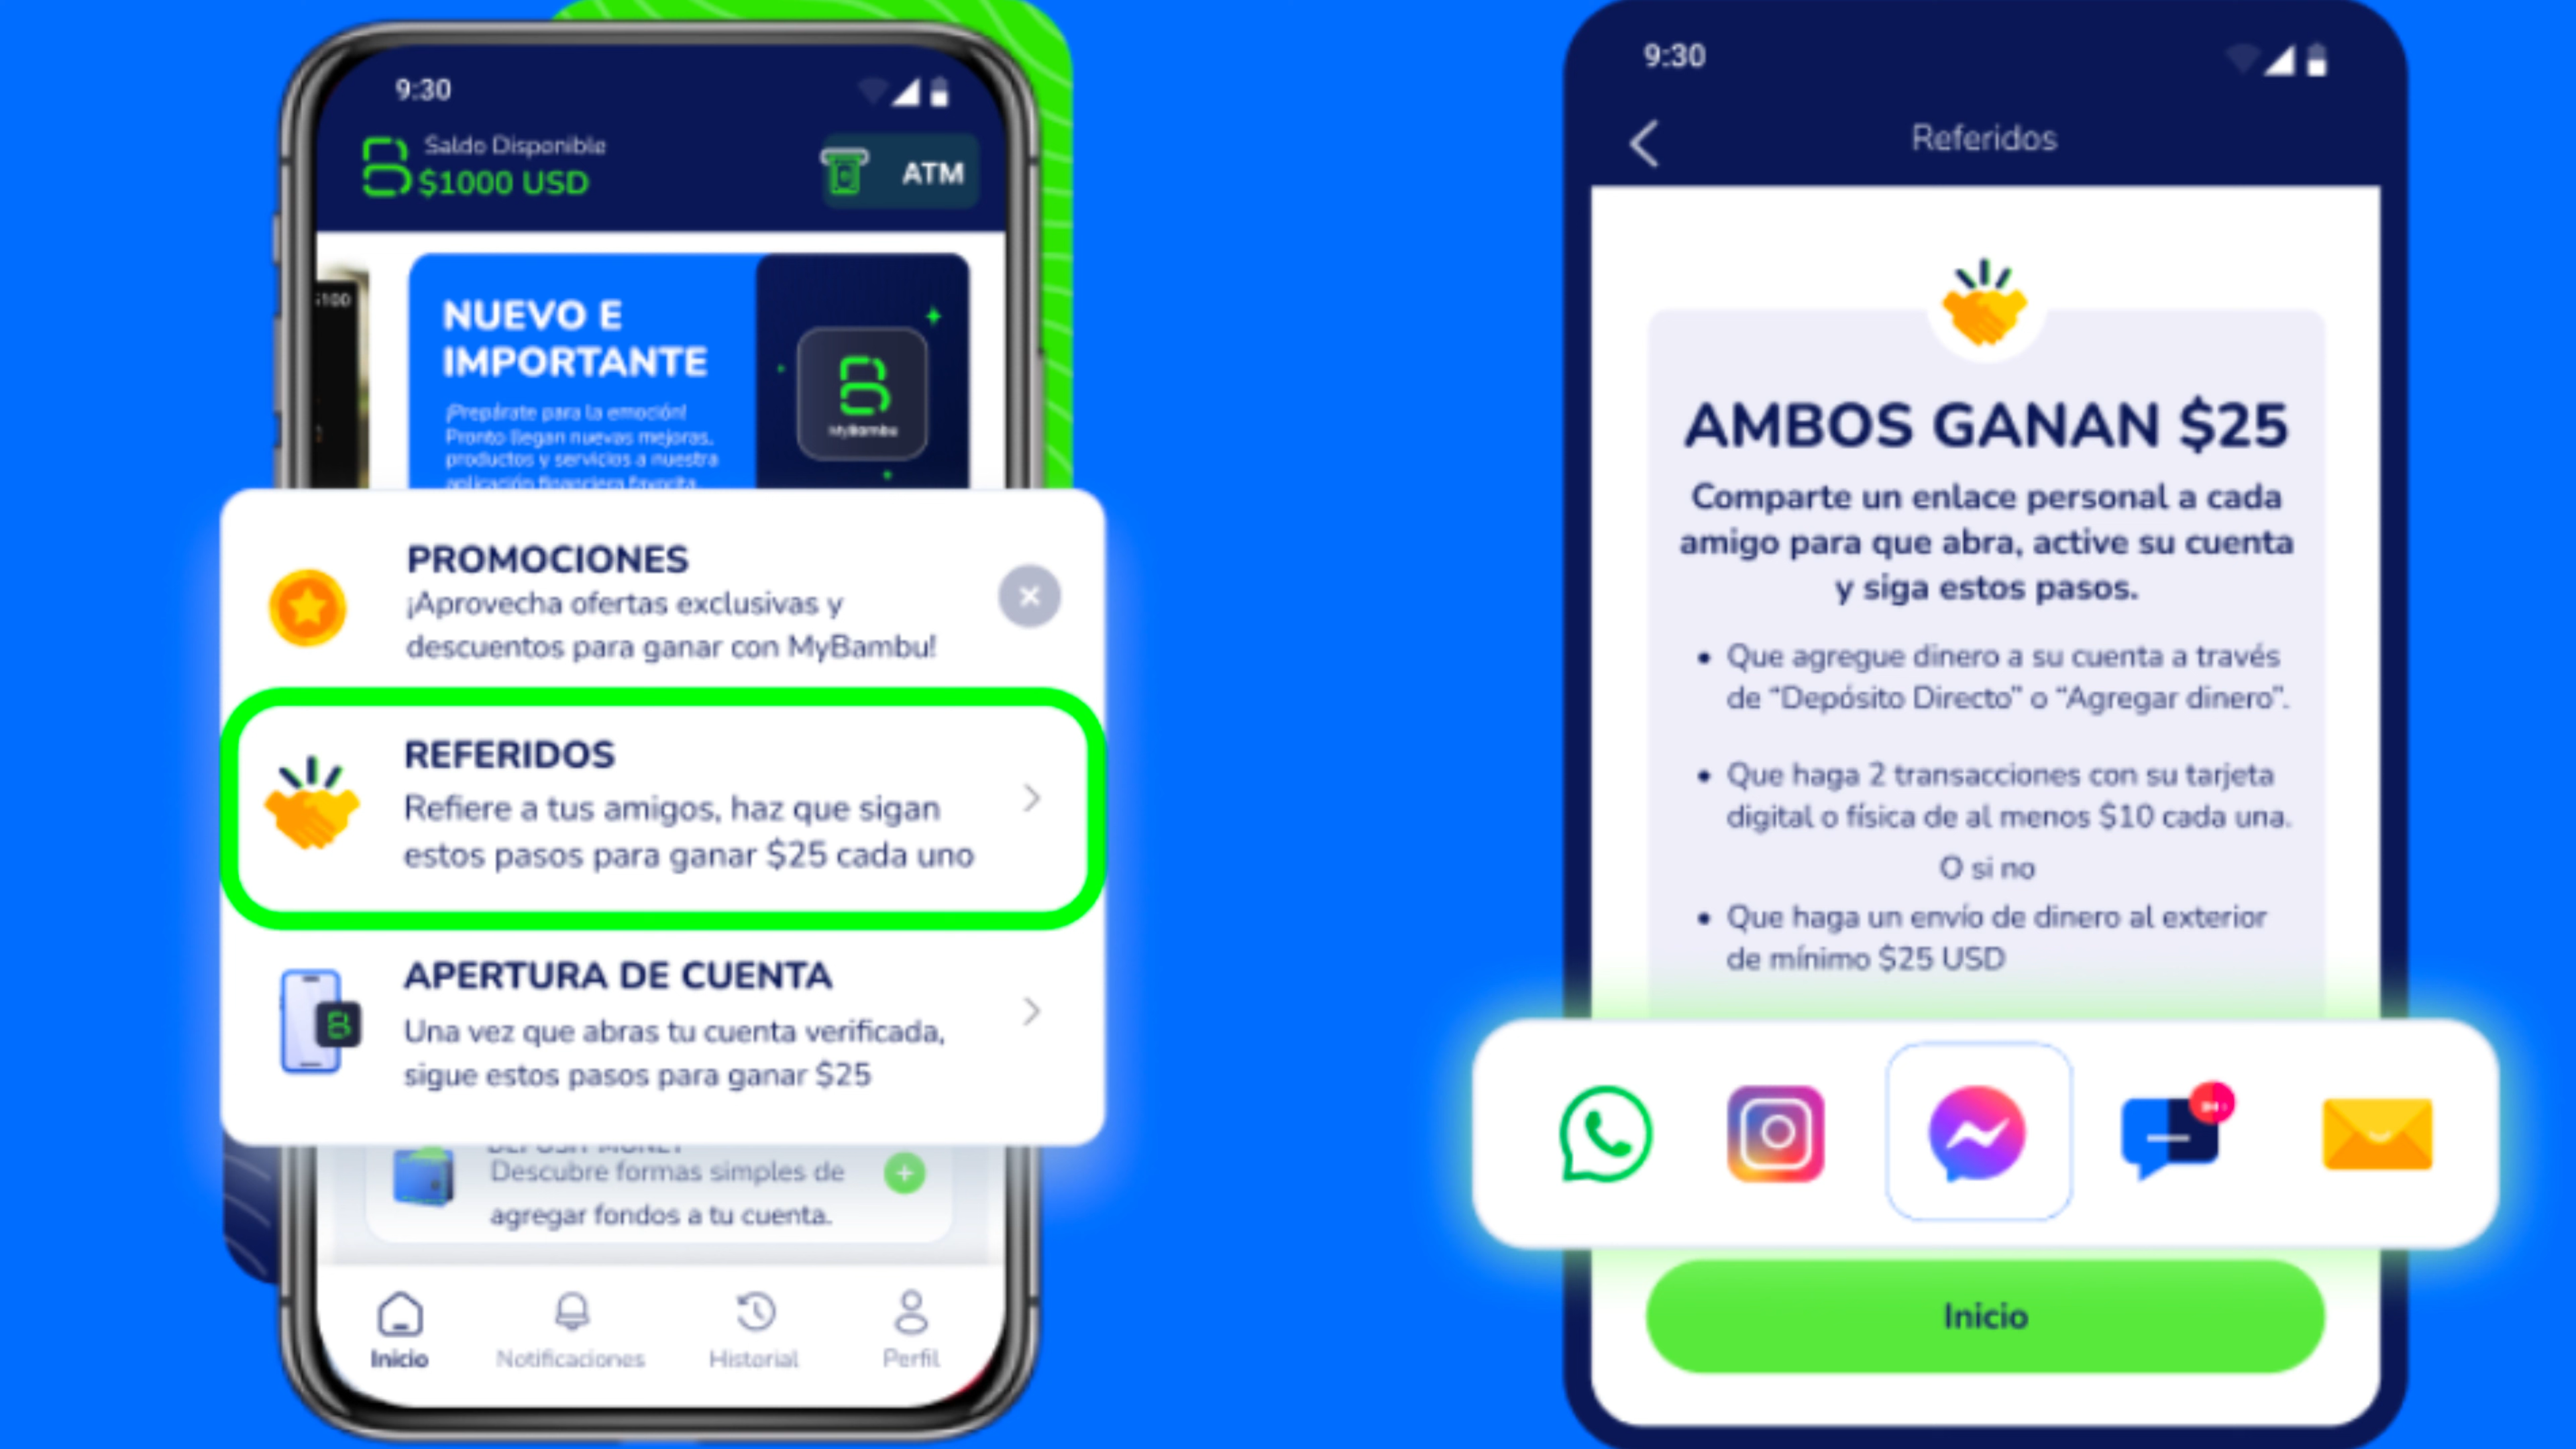 9:30
Saldo Disponible
$1000 USD
ATM
NUEVO E
IMPORTANTE
¡Prepárate para la emoción!
Pronto llegan nuevas mejoras,
productos y servicios a nuestra
aplicación financiera favorita
MyBambu
PROMOCIONES
¡Aprovecha ofertas exclusivas y
descuentos para ganar con MyBambu!
REFERIDOS
Refiere a tus amigos, haz que sigan
estos pasos para ganar $25 cada uno
APERTURA DE CUENTA
Una vez que abras tu cuenta verificada,
sigue estos pasos para ganar $25
DEPOSIT MONEY
Descubre formas simples de
agregar fondos a tu cuenta.
Inicio
Notificaciones
Historial
Perfil
9:30
Referidos
AMBOS GANAN $25
Comparte un enlace personal a cada
amigo para que abra, active su cuenta
y siga estos pasos.
• Que agregue dinero a su cuenta a través
de “Depósito Directo” o “Agregar dinero”.
• Que haga 2 transacciones con su tarjeta
digital o física de al menos $10 cada una.
O si no
• Que haga un envío de dinero al exterior
de mínimo $25 USD
Inicio